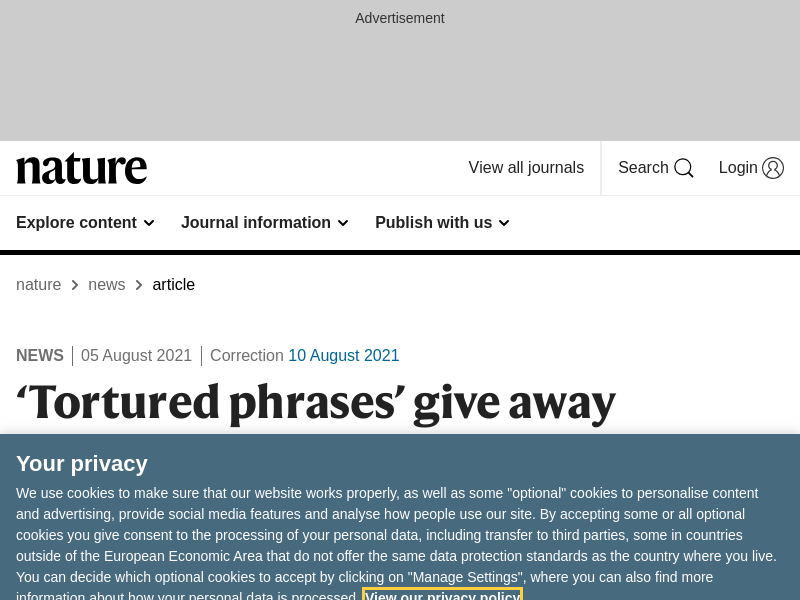 Advertisement
nature
View all journals
Search
Login
Explore content
Journal information
Publish with us
nature > news > article
NEWS | 05 August 2021 | Correction 10 August 2021
‘Tortured phrases’ give away
Your privacy
We use cookies to make sure that our website works properly, as well as some "optional" cookies to personalise content
and advertising, provide social media features and analyse how people use our site. By accepting some or all optional
cookies you give consent to the processing of your personal data, including transfer to third parties, some in countries
outside of the European Economic Area that do not offer the same data protection standards as the country where you live.
You can decide which optional cookies to accept by clicking on "Manage Settings", where you can also find more
information about how your personal data is processed. View our privacy policy